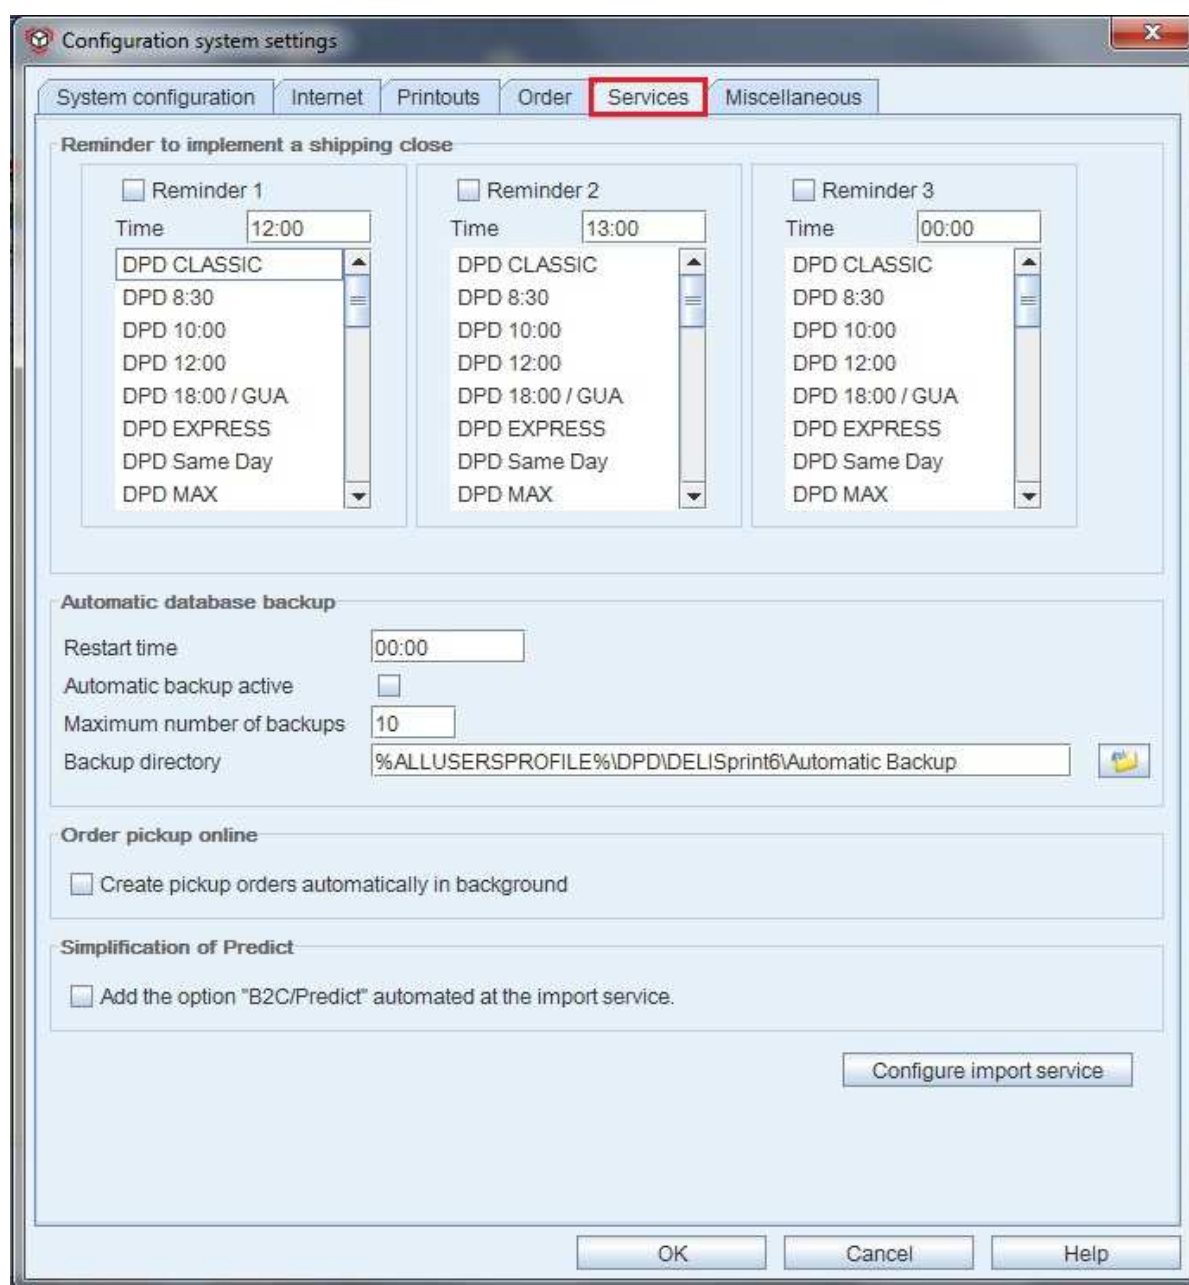 Configuration system settings
System configuration Internet Printouts Order Services Miscellaneous
Reminder to implement a shipping close
Reminder 1 Reminder 2 Reminder 3
Time 12:00 Time 13:00 Time 00:00
DPD CLASSIC DPD CLASSIC DPD CLASSIC
DPD 8:30 DPD 8:30 DPD 8:30
DPD 10:00 DPD 10:00 DPD 10:00
DPD 12:00 DPD 12:00 DPD 12:00
DPD 18:00 / GUA DPD 18:00 / GUA DPD 18:00 / GUA
DPD EXPRESS DPD EXPRESS DPD EXPRESS
DPD Same Day DPD Same Day DPD Same Day
DPD MAX DPD MAX DPD MAX
Automatic database backup
Restart time 00:00
Automatic backup active
Maximum number of backups 10
Backup directory %ALLUSERSPROFILE%\DPD\DELISprint6\Automatic Backup
Order pickup online
Create pickup orders automatically in background
Simplification of Predict
Add the option "B2C/Predict" automated at the import service.
Configure import service
OK Cancel Help